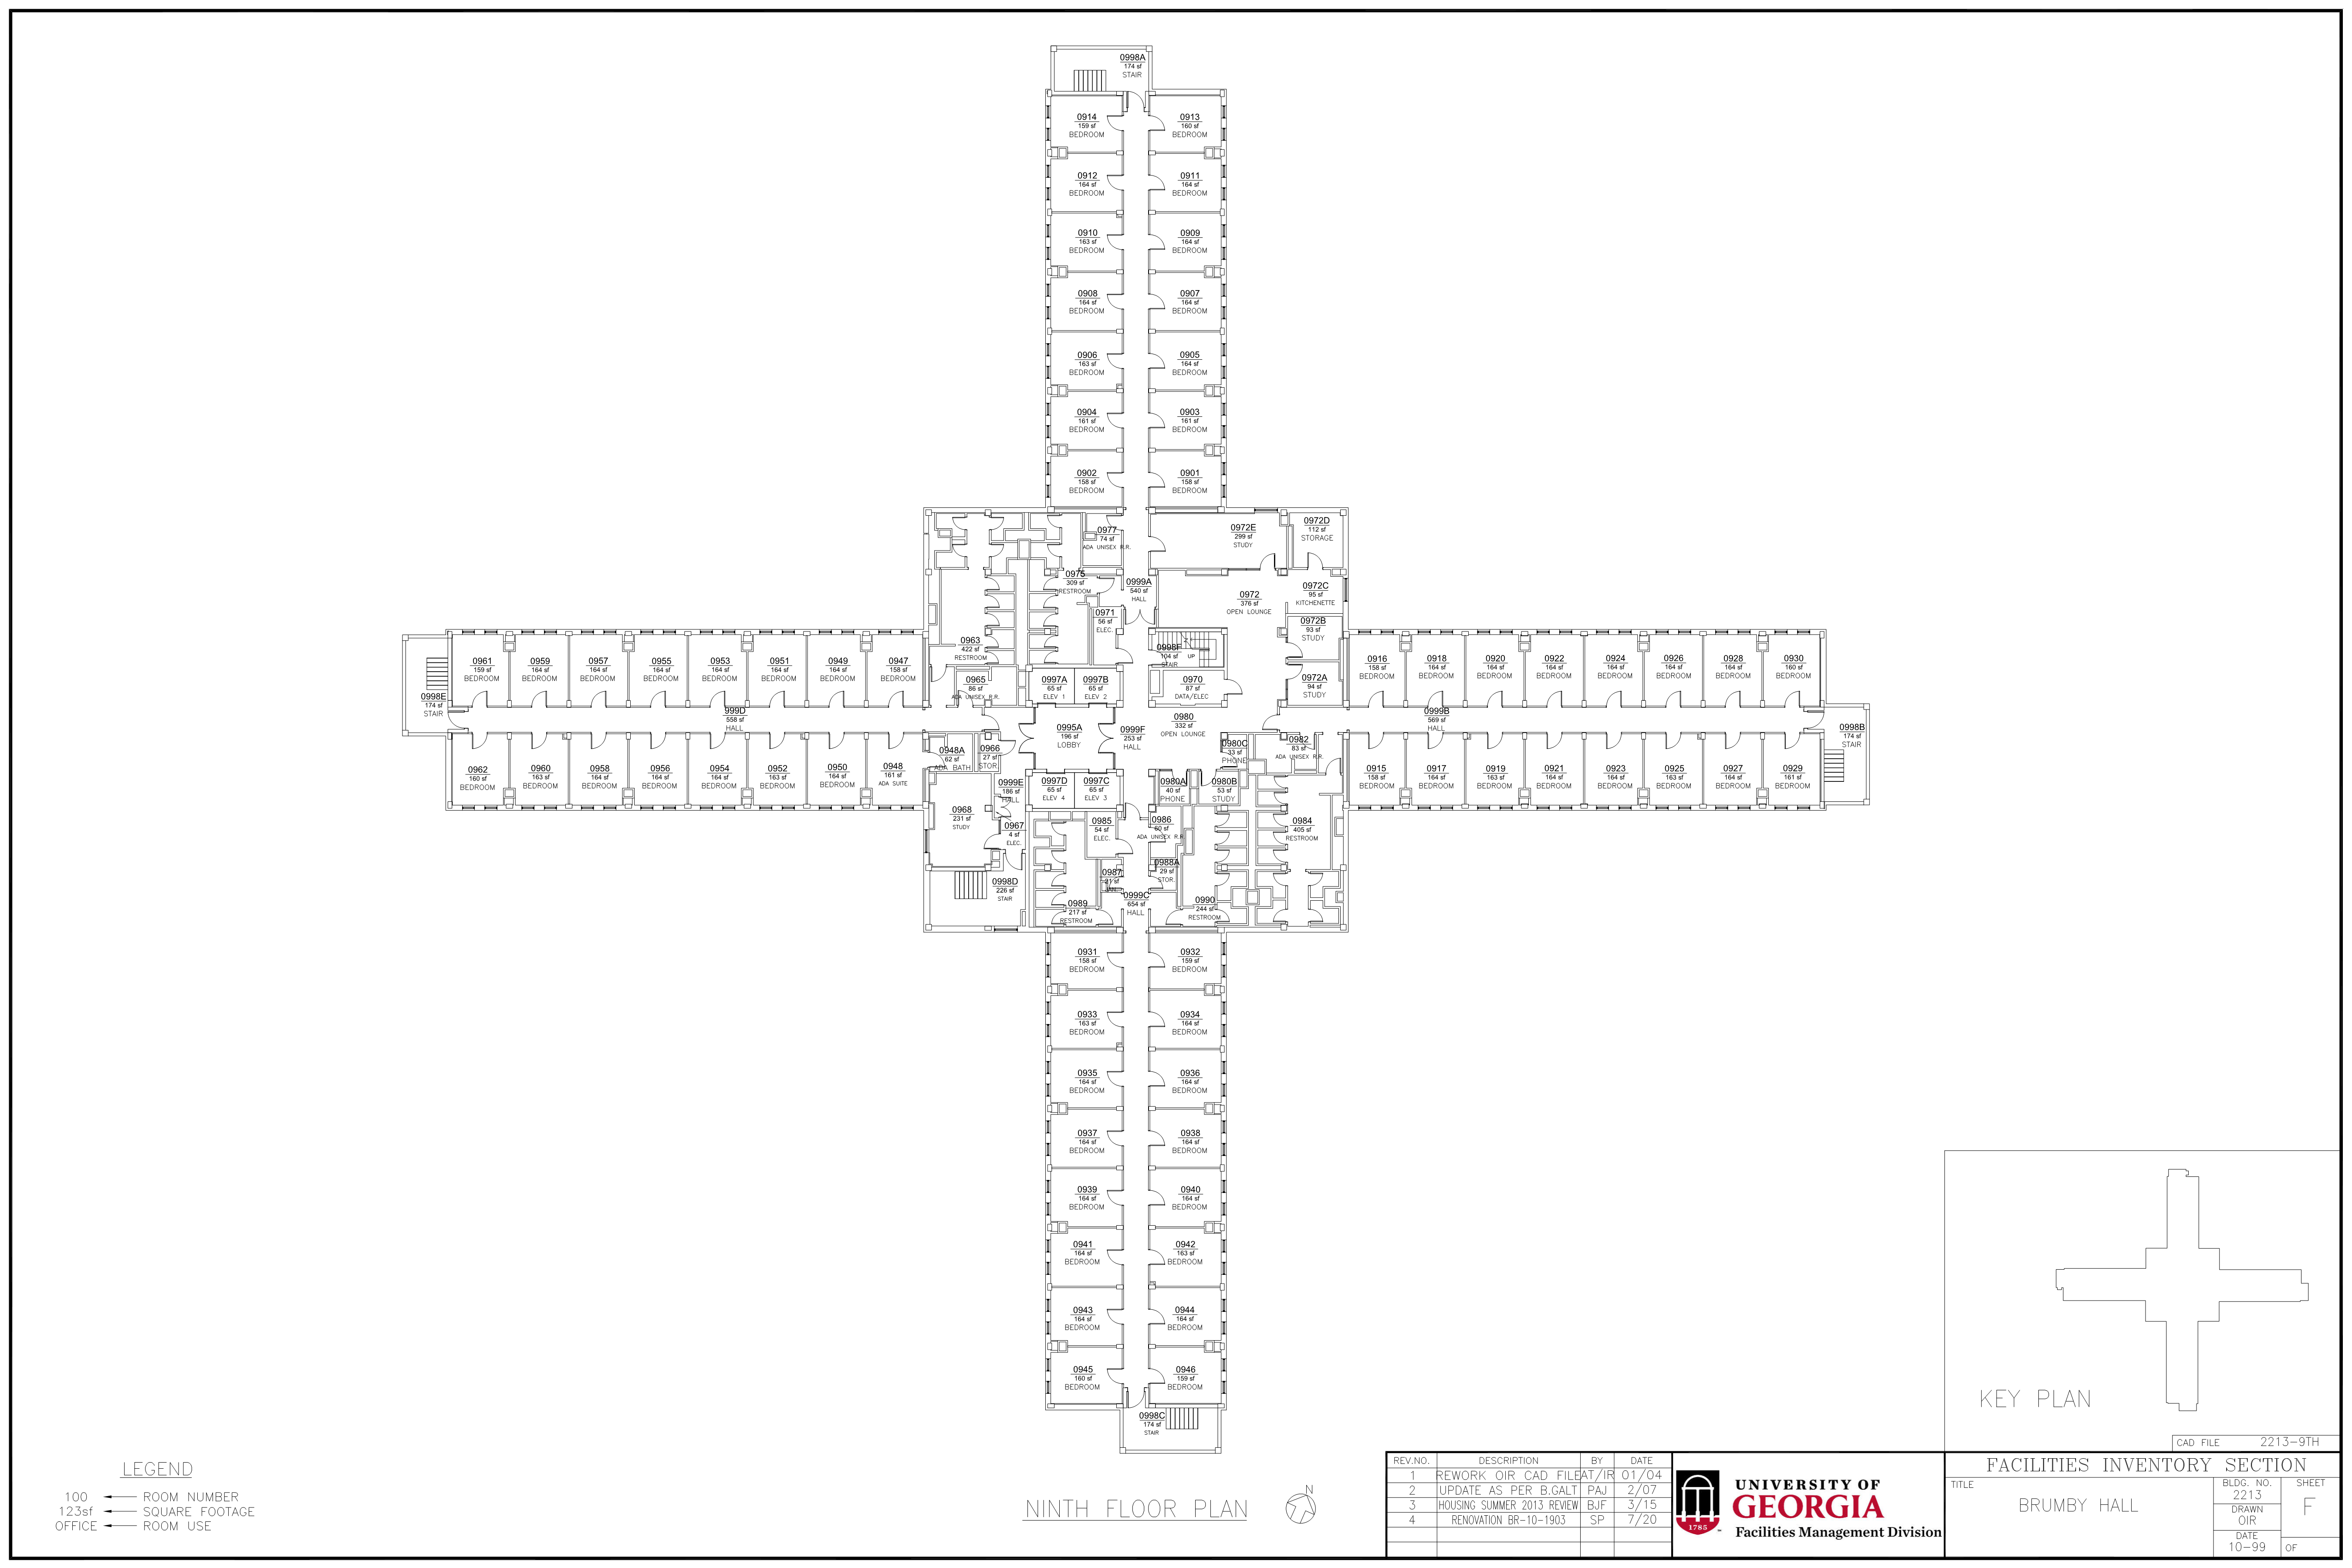 0998A
174 sf
STAIR
0914
159 sf
BEDROOM
0913
160 sf
BEDROOM
0912
164 sf
BEDROOM
0911
164 sf
BEDROOM
0910
163 sf
BEDROOM
0909
164 sf
BEDROOM
0908
164 sf
BEDROOM
0907
164 sf
BEDROOM
0906
163 sf
BEDROOM
0905
164 sf
BEDROOM
0904
161 sf
BEDROOM
0903
161 sf
BEDROOM
0902
158 sf
BEDROOM
0901
158 sf
BEDROOM
0977
74 sf
ADA UNISEX R.R.
0972E
299 sf
STUDY
0972D
112 sf
STORAGE
0975
309 sf
RESTROOM
0999A
540 sf
HALL
0972
376 sf
OPEN LOUNGE
0972C
95 sf
KITCHENETTE
0971
56 sf
ELEC.
0972B
93 sf
STUDY
0963
422 sf
RESTROOM
0998F
104 sf
STAIR
UP
0965
86 sf
ADA UNISEX R.R.
0997A
65 sf
ELEV 1
0997B
65 sf
ELEV 2
0970
87 sf
DATA/ELEC
0972A
94 sf
STUDY
0961
159 sf
BEDROOM
0959
164 sf
BEDROOM
0957
164 sf
BEDROOM
0955
164 sf
BEDROOM
0953
164 sf
BEDROOM
0951
164 sf
BEDROOM
0949
164 sf
BEDROOM
0947
158 sf
BEDROOM
0916
158 sf
BEDROOM
0918
164 sf
BEDROOM
0920
164 sf
BEDROOM
0922
164 sf
BEDROOM
0924
164 sf
BEDROOM
0926
164 sf
BEDROOM
0928
164 sf
BEDROOM
0930
160 sf
BEDROOM
0998E
174 sf
STAIR
999D
558 sf
HALL
0995A
196 sf
LOBBY
0999F
253 sf
HALL
0980
332 sf
OPEN LOUNGE
0999B
569 sf
HALL
0998B
174 sf
STAIR
0962
160 sf
BEDROOM
0960
163 sf
BEDROOM
0958
164 sf
BEDROOM
0956
164 sf
BEDROOM
0954
164 sf
BEDROOM
0952
163 sf
BEDROOM
0950
164 sf
BEDROOM
0948
161 sf
ADA SUITE
0948A
62 sf
ADA BATH
0966
27 sf
STOR.
0980C
33 sf
PHONE
0982
83 sf
ADA UNISEX R.R.
0915
158 sf
BEDROOM
0917
164 sf
BEDROOM
0919
163 sf
BEDROOM
0921
164 sf
BEDROOM
0923
164 sf
BEDROOM
0925
163 sf
BEDROOM
0927
164 sf
BEDROOM
0929
161 sf
BEDROOM
0999E
186 sf
HALL
0997D
65 sf
ELEV 4
0997C
65 sf
ELEV 3
0980A
40 sf
PHONE
0980B
53 sf
STUDY
0968
231 sf
STUDY
0967
4 sf
ELEC.
0985
54 sf
ELEC.
0986
60 sf
ADA UNISEX R.R.
0984
405 sf
RESTROOM
0998D
226 sf
STAIR
0987
21 sf
JAN.
0988A
29 sf
STOR.
0989
217 sf
RESTROOM
0999C
654 sf
HALL
0990
244 sf
RESTROOM
0931
158 sf
BEDROOM
0932
159 sf
BEDROOM
0933
163 sf
BEDROOM
0934
164 sf
BEDROOM
0935
164 sf
BEDROOM
0936
164 sf
BEDROOM
0937
164 sf
BEDROOM
0938
164 sf
BEDROOM
0939
164 sf
BEDROOM
0940
164 sf
BEDROOM
0941
164 sf
BEDROOM
0942
163 sf
BEDROOM
0943
164 sf
BEDROOM
0944
164 sf
BEDROOM
0945
160 sf
BEDROOM
0946
159 sf
BEDROOM
0998C
174 sf
STAIR
LEGEND
100 ROOM NUMBER
123sf SQUARE FOOTAGE
OFFICE ROOM USE
NINTH FLOOR PLAN
N
KEY PLAN
CAD FILE 2213-9TH
REV.NO. DESCRIPTION BY DATE
1 REWORK OIR CAD FILE AT/IR 01/04
2 UPDATE AS PER B.GALT PAJ 2/07
3 HOUSING SUMMER 2013 REVIEW BJF 3/15
4 RENOVATION BR-10-1903 SP 7/20
1785
UNIVERSITY OF
GEORGIA
Facilities Management Division
FACILITIES INVENTORY SECTION
TITLE
BRUMBY HALL
BLDG. NO.
2213
DRAWN
OIR
DATE
10-99
SHEET
F
OF